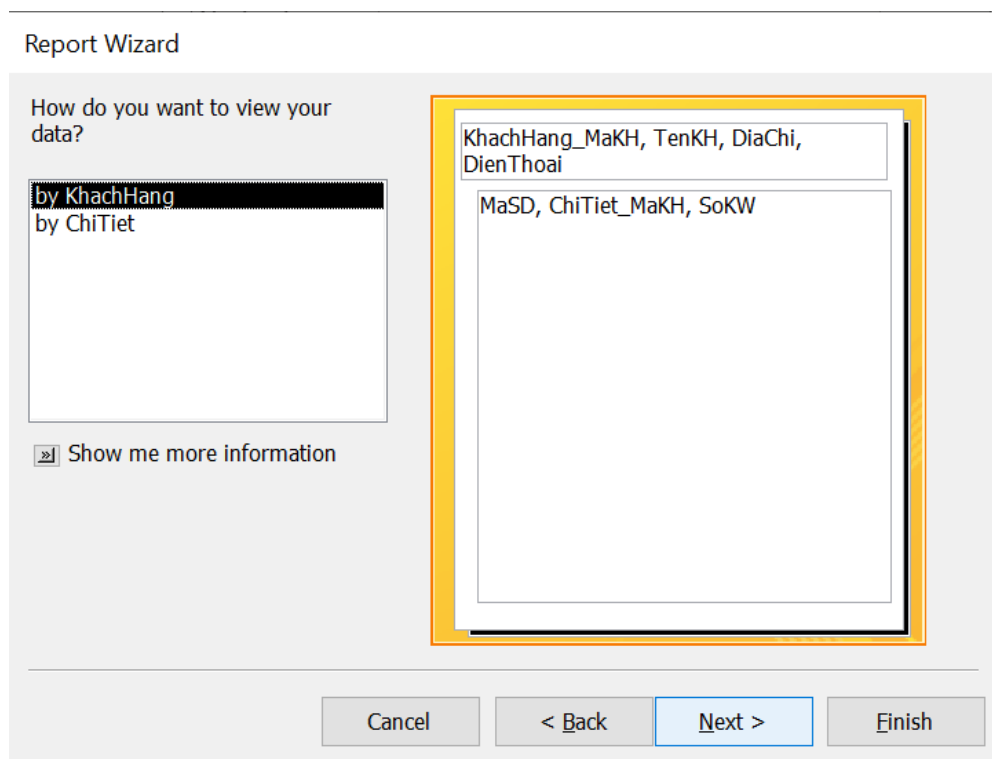 Report Wizard
How do you want to view your
data?
by KhachHang
by ChiTiet
Show me more information
KhachHang_MaKH, TenKH, DiaChi,
DienThoai
MaSD, ChiTiet_MaKH, SoKW
Cancel
< Back
Next >
Finish